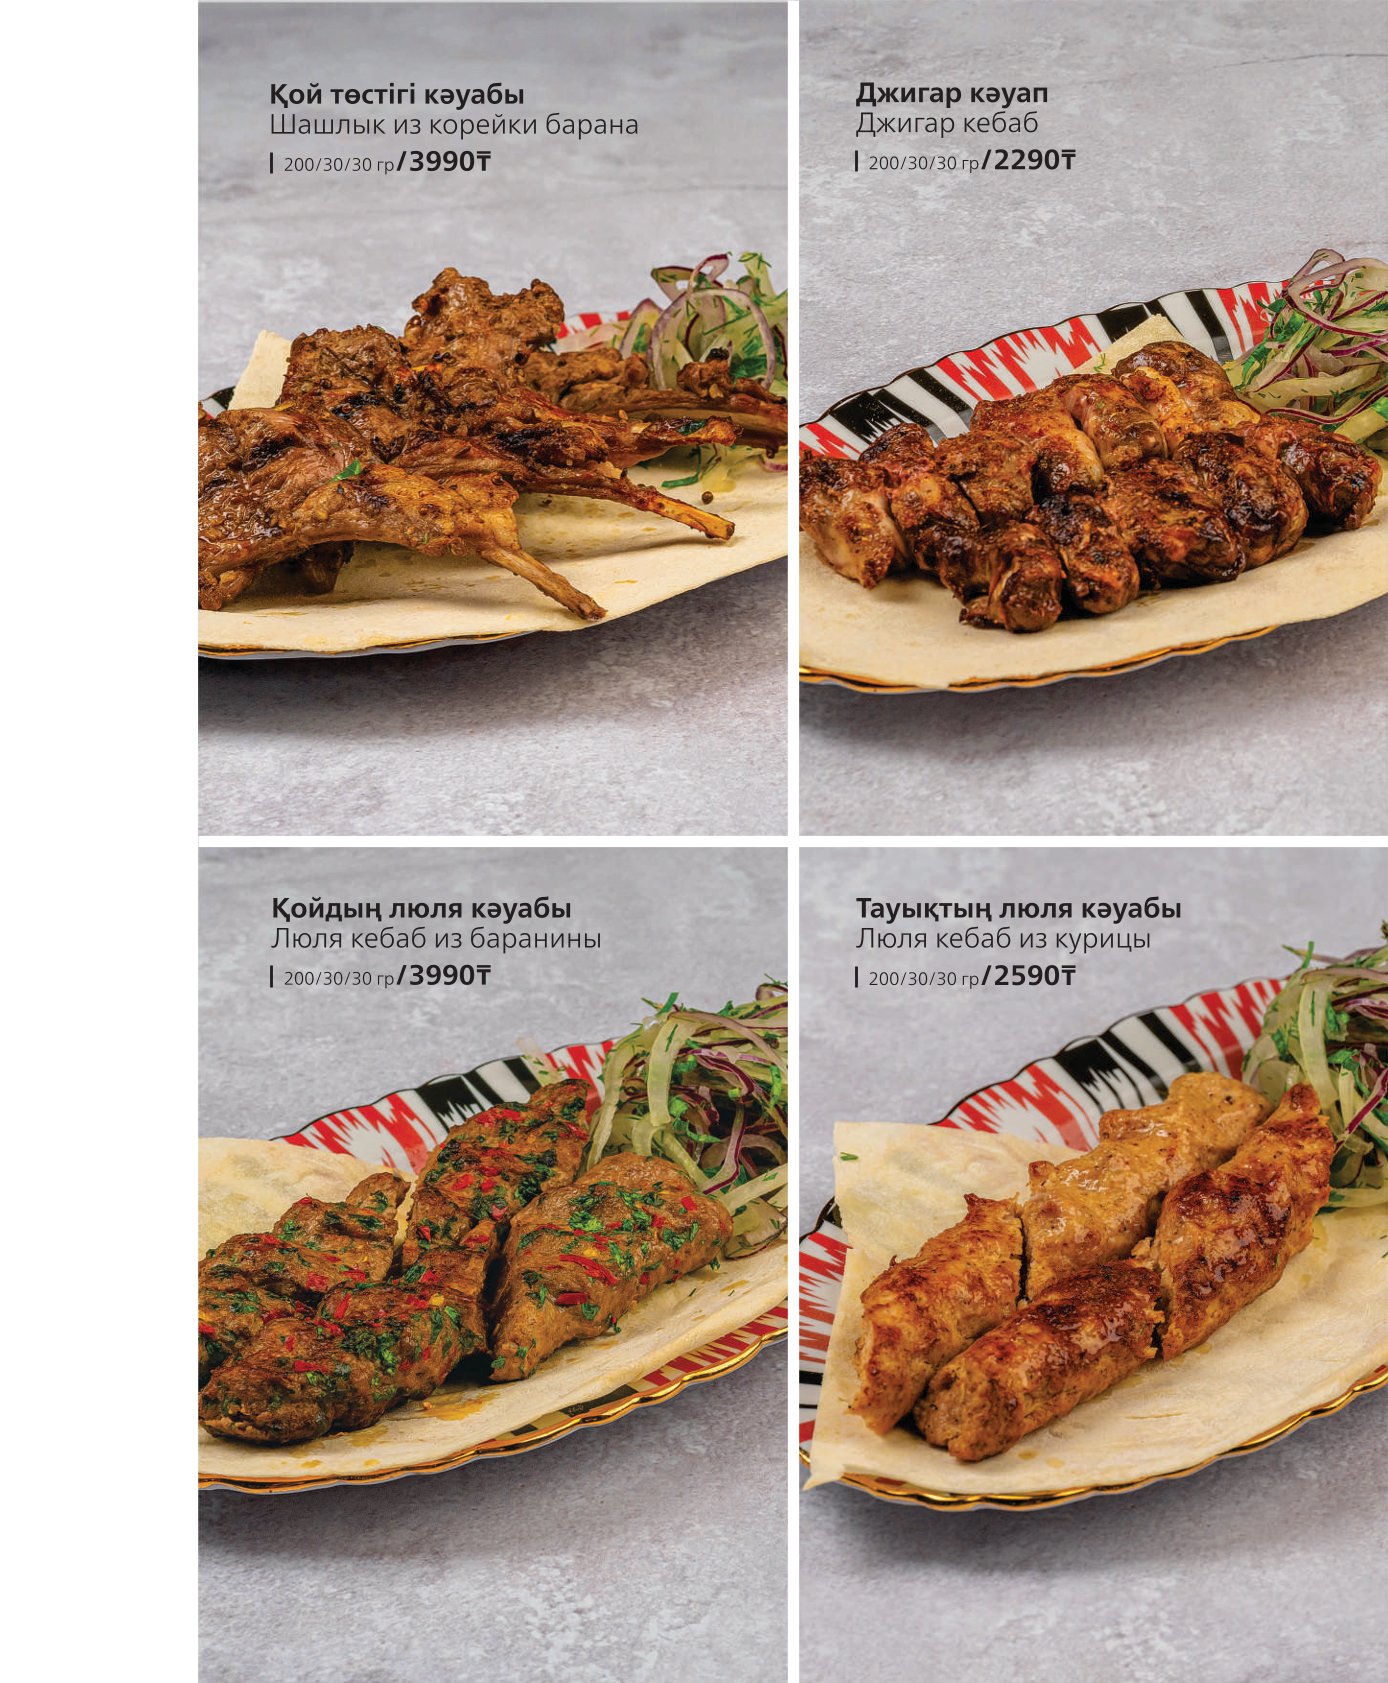 Қой төстігі кәуабы
Шашлык из корейки барана
200/30/30 гр/3990₸
Джигар кәуап
Джигар кебаб
200/30/30 гр/2290₸
Қойдың люля кәуабы
Люля кебаб из баранины
200/30/30 гр/3990₸
Тауықтың люля кәуабы
Люля кебаб из курицы
200/30/30 гр/2590₸